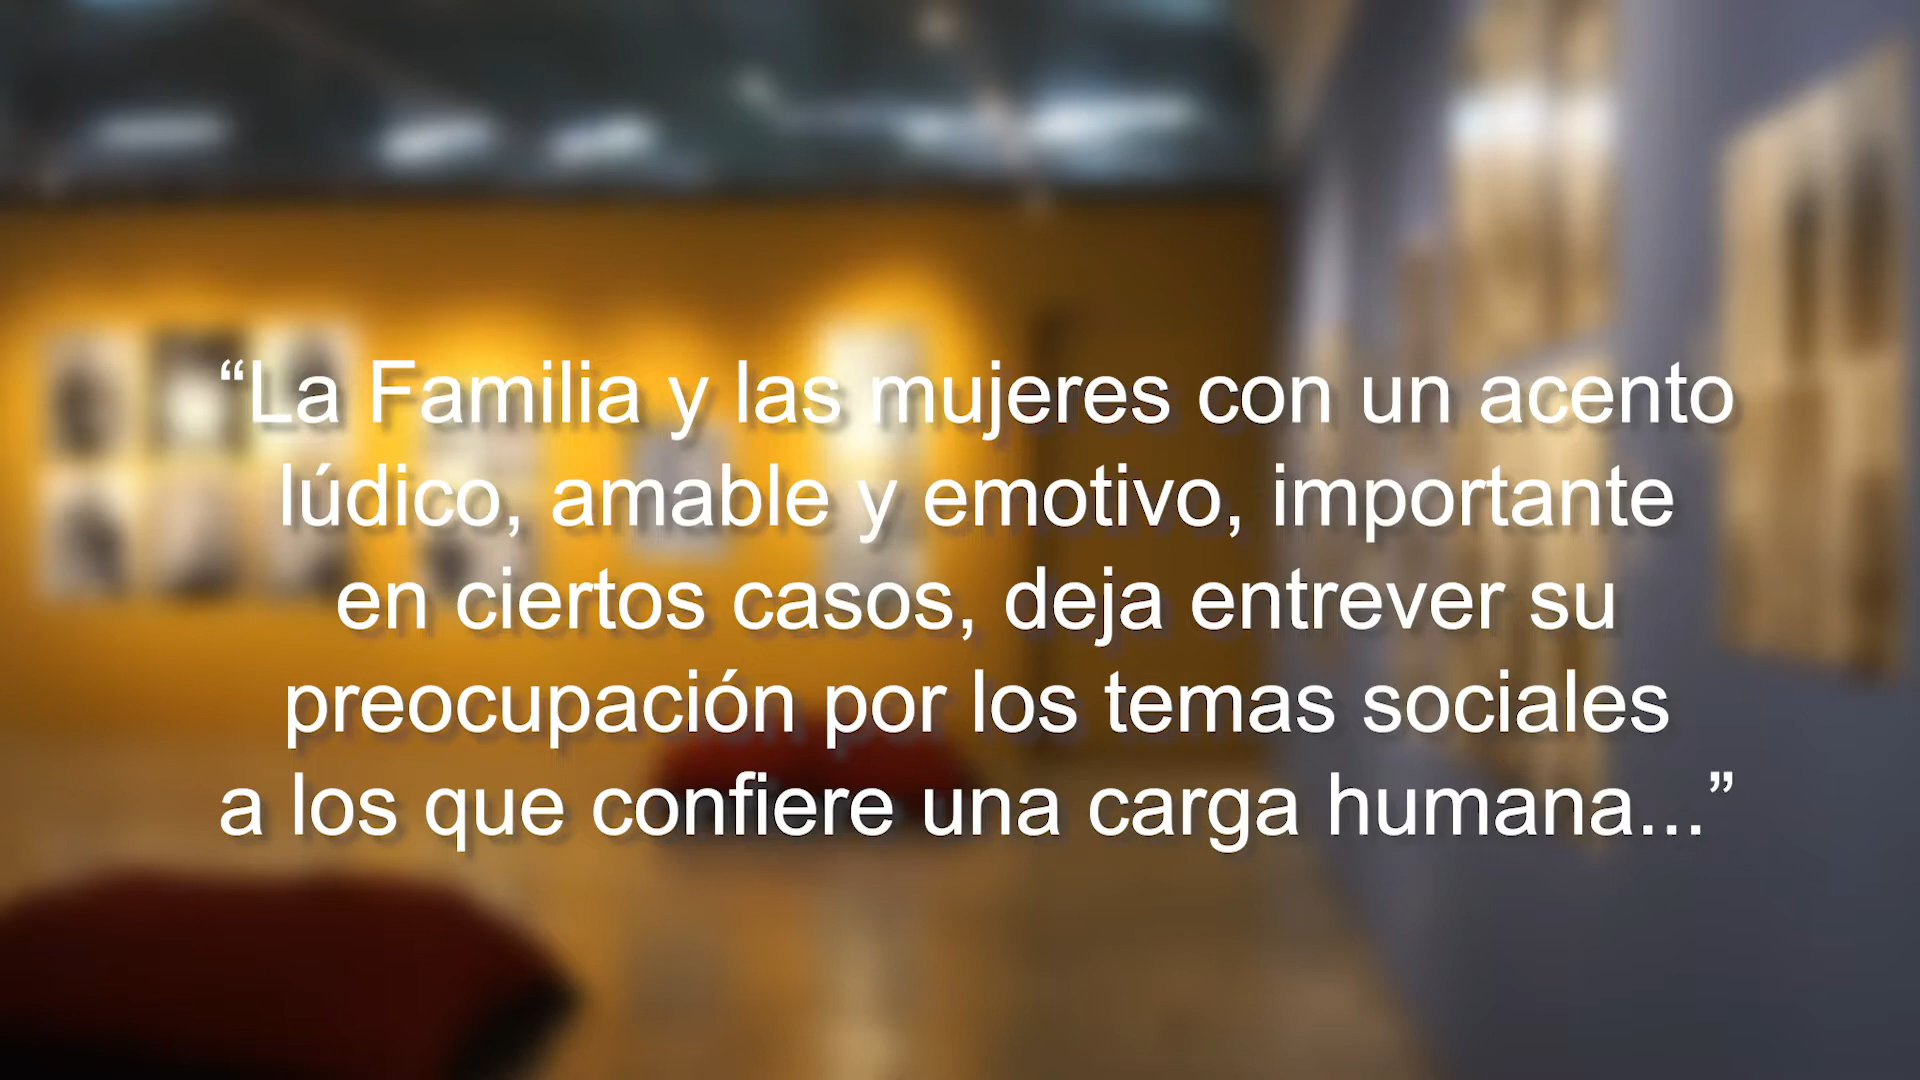 “La Familia y las mujeres con un acento
lúdico, amable y emotivo, importante
en ciertos casos, deja entrever su
preocupación por los temas sociales
a los que confiere una carga humana...”